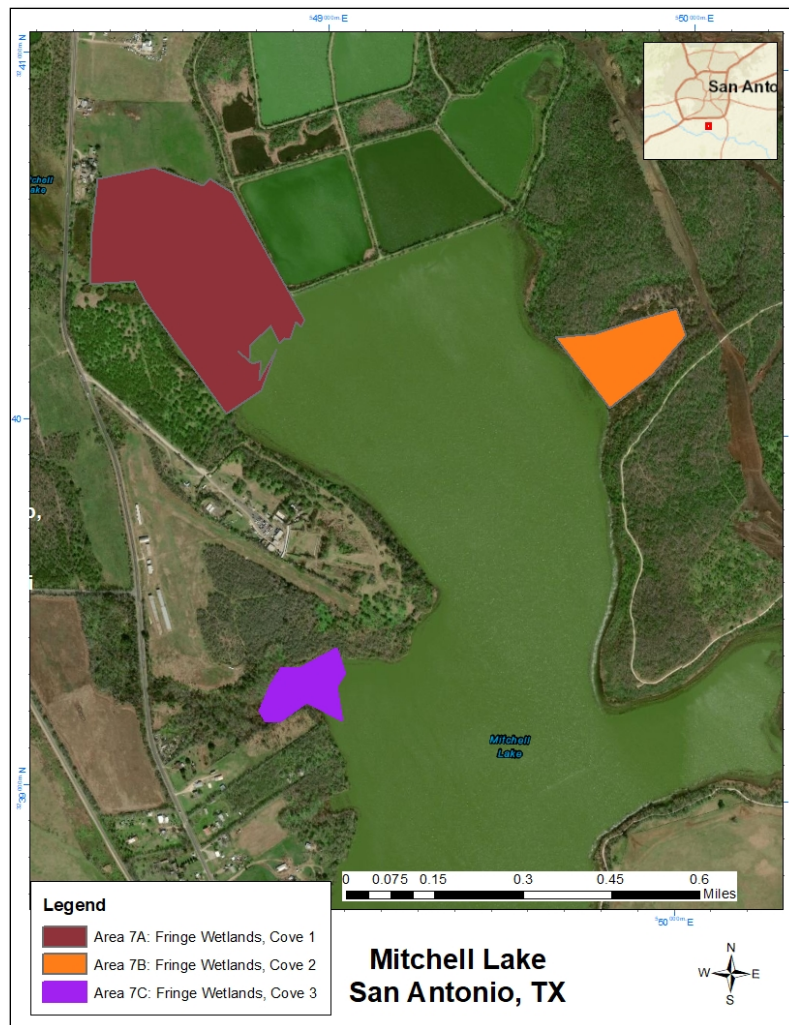 ⁵49⁰⁰⁰m. E
⁵50⁰⁰⁰m. E
³²41⁰⁰⁰m. N
San Anto
40
Mitchell
Lake
³²39⁰⁰⁰m. N
0 0.075 0.15 0.3 0.45 0.6
Miles
⁵50⁰⁰⁰m. E
Legend
Area 7A: Fringe Wetlands, Cove 1
Area 7B: Fringe Wetlands, Cove 2
Area 7C: Fringe Wetlands, Cove 3
Mitchell Lake
San Antonio, TX
N
W E
S